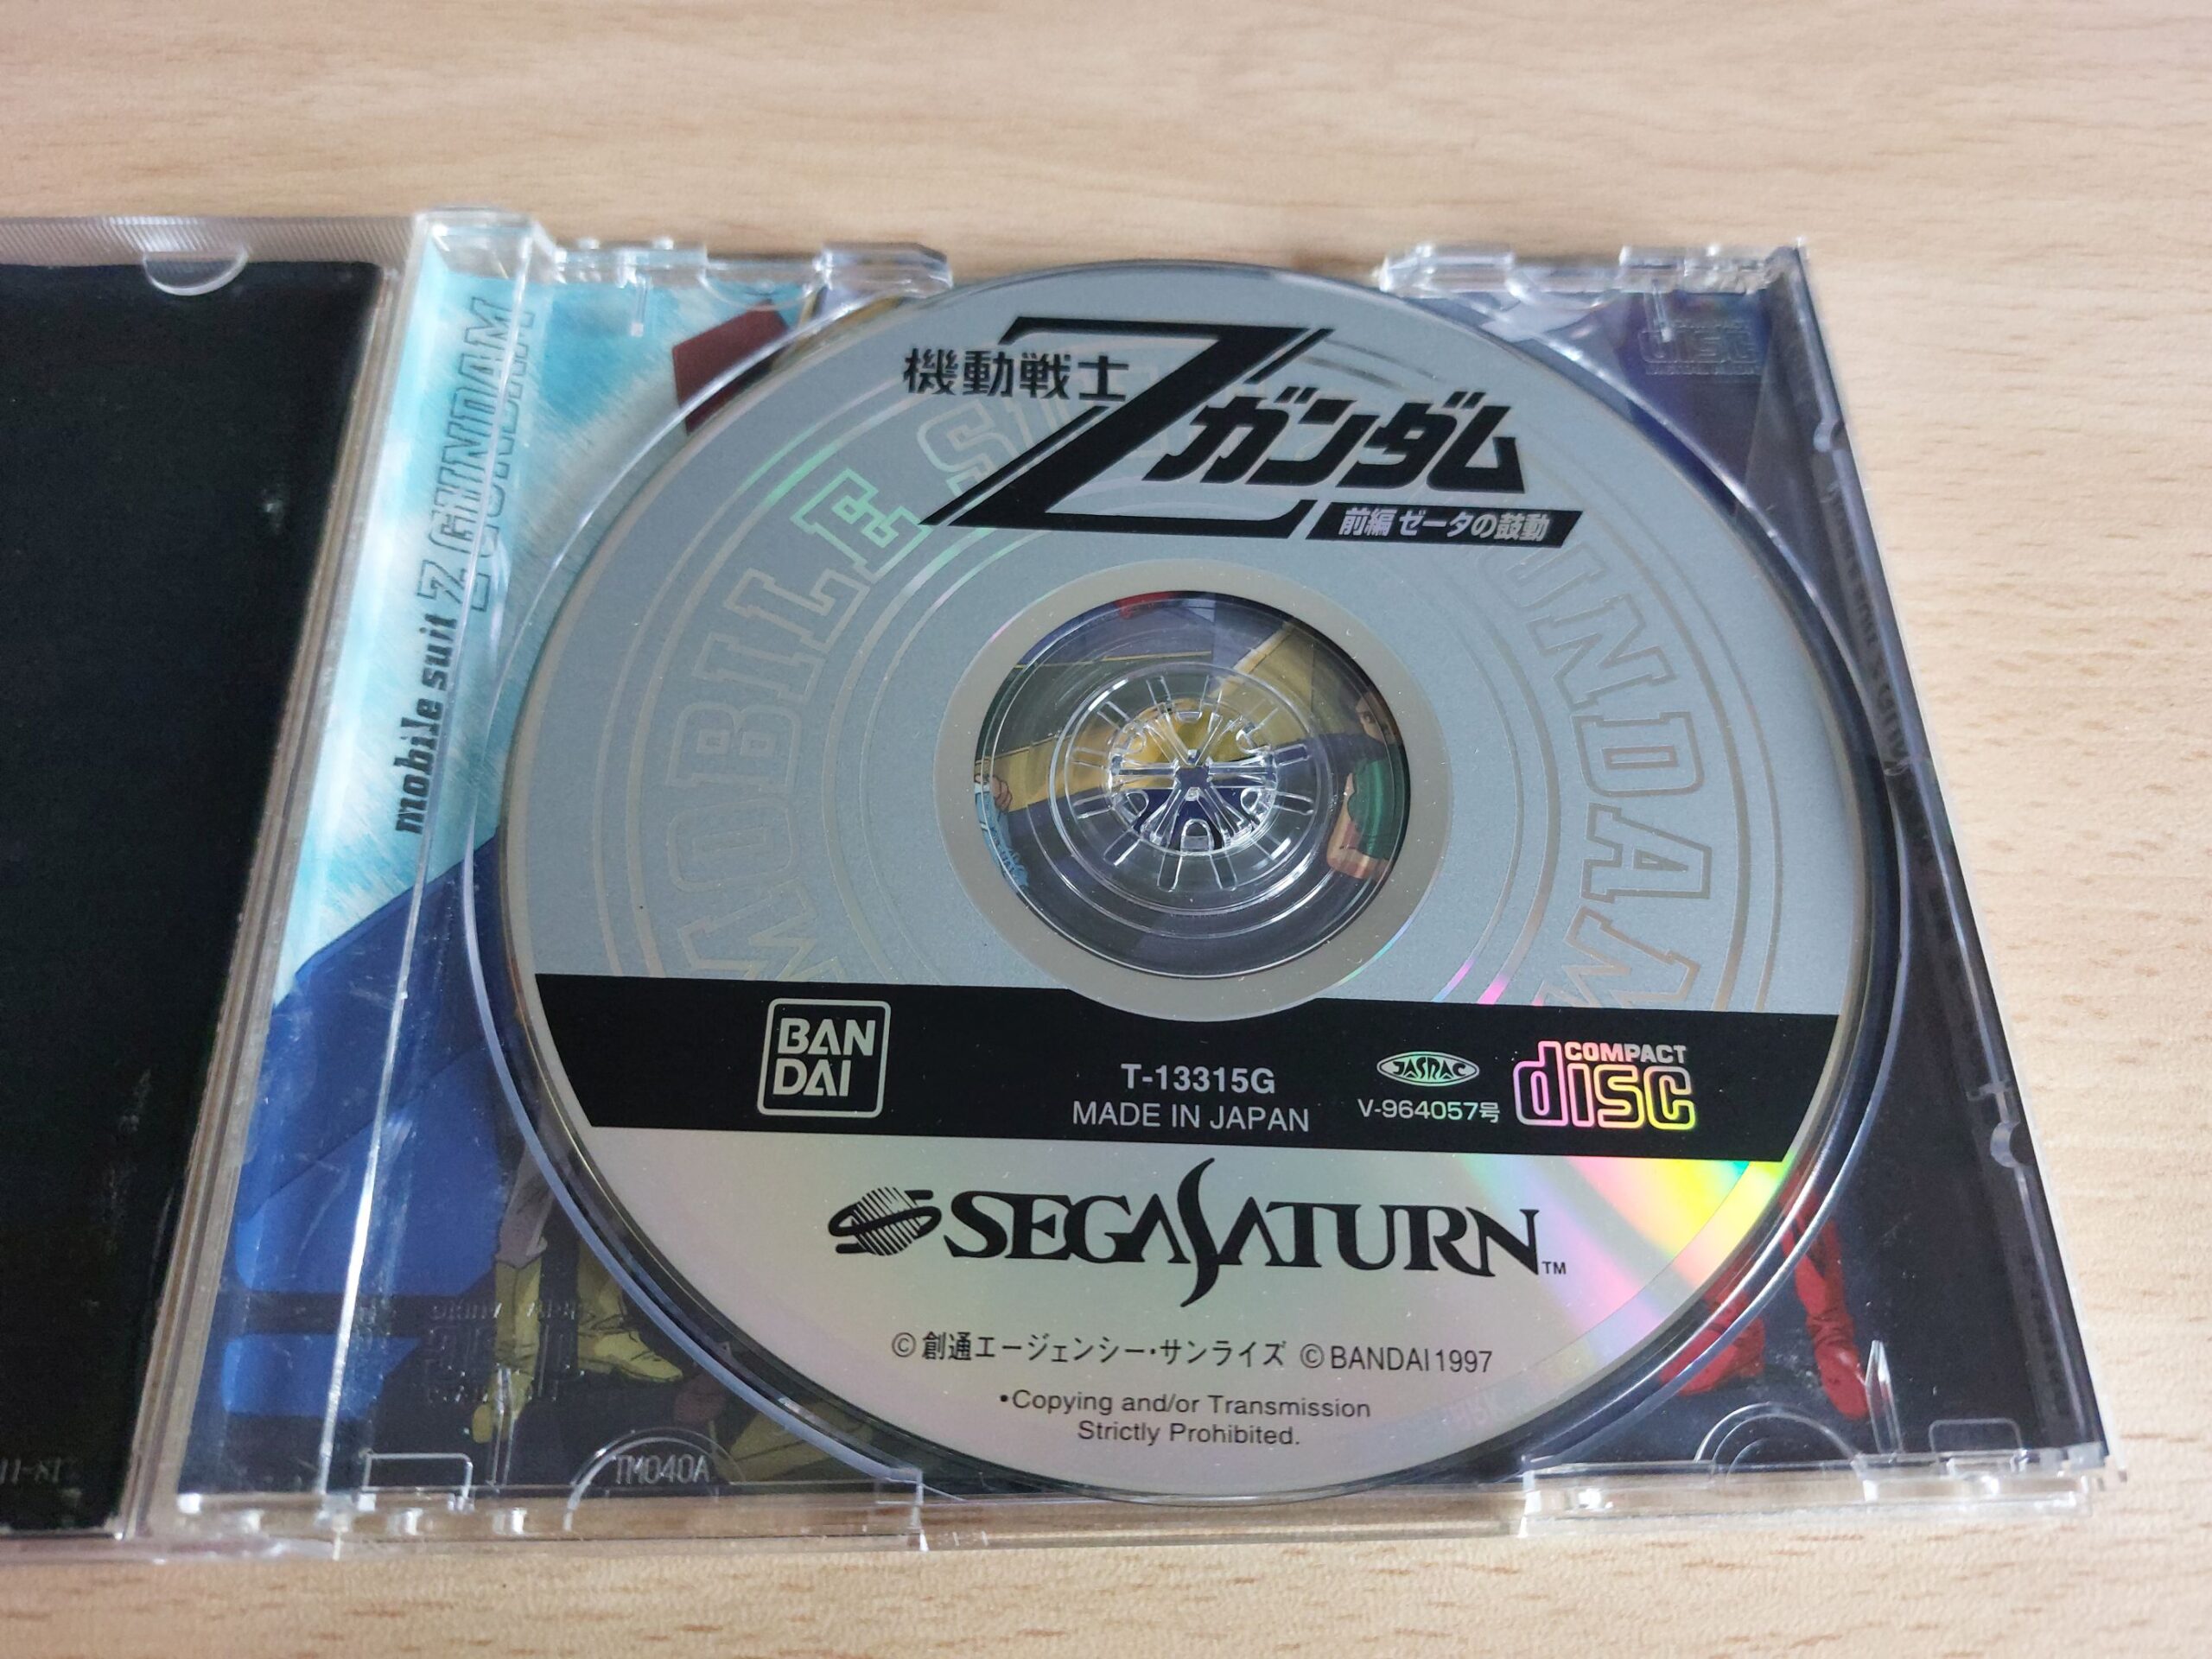 機動戦士Zガンダム
前編 ゼータの鼓動
MOBILE SUIT Z GUNDAM
mobile suit Z GUNDAM
BAN
DAI
T-13315G
MADE IN JAPAN
JASRAC
V-964057号
COMPACT
disc
SEGA SATURN™
©創通エージェンシー・サンライズ ©BANDAI 1997
•Copying and/or Transmission
Strictly Prohibited.
TM040A